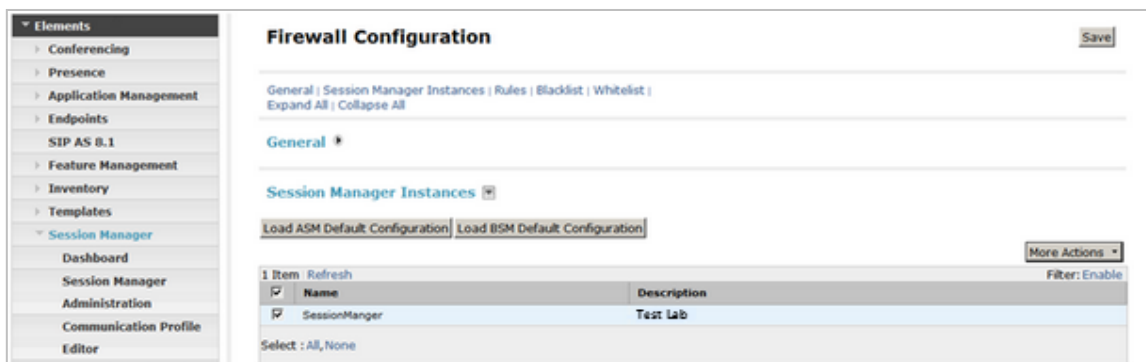 Elements
Conferencing
Presence
Application Management
Endpoints
SIP AS 8.1
Feature Management
Inventory
Templates
Session Manager
Dashboard
Session Manager
Administration
Communication Profile
Editor
Firewall Configuration
Save
General | Session Manager Instances | Rules | Blacklist | Whitelist |
Expand All | Collapse All
General
Session Manager Instances
Load ASM Default Configuration Load BSM Default Configuration
More Actions
1 Item Refresh Filter: Enable
Name Description
SessionManger Test Lab
Select : All, None